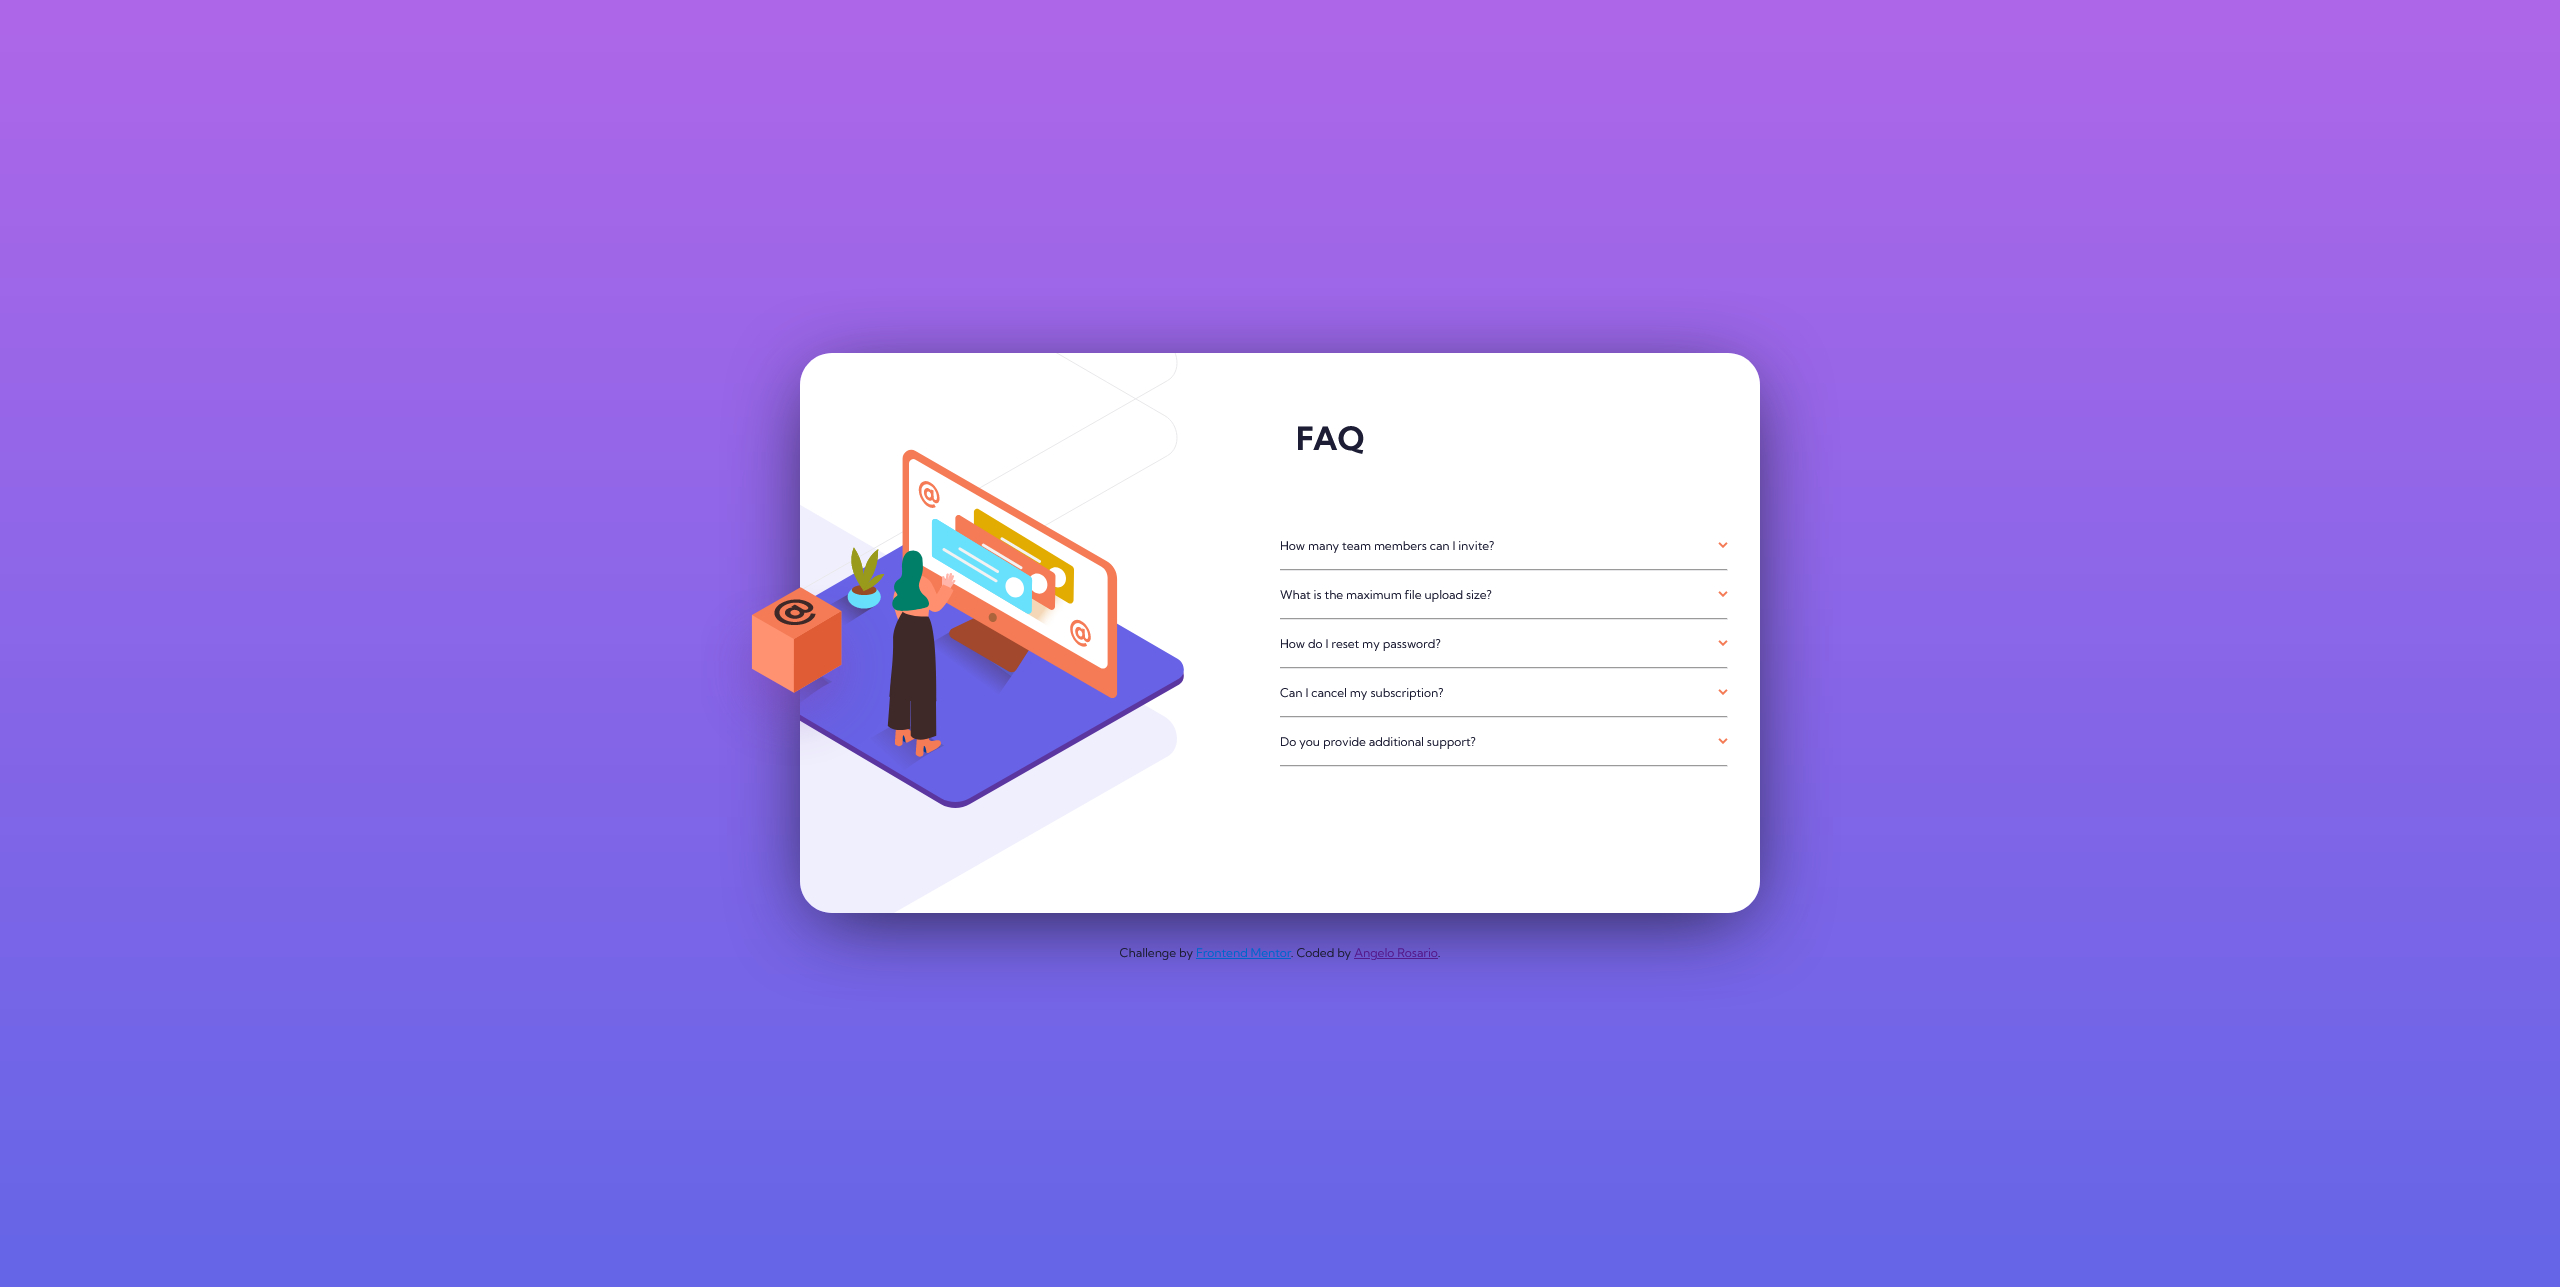 FAQ
How many team members can I invite?
What is the maximum file upload size?
How do I reset my password?
Can I cancel my subscription?
Do you provide additional support?
@
@
@
Challenge by Frontend Mentor. Coded by Angelo Rosario.